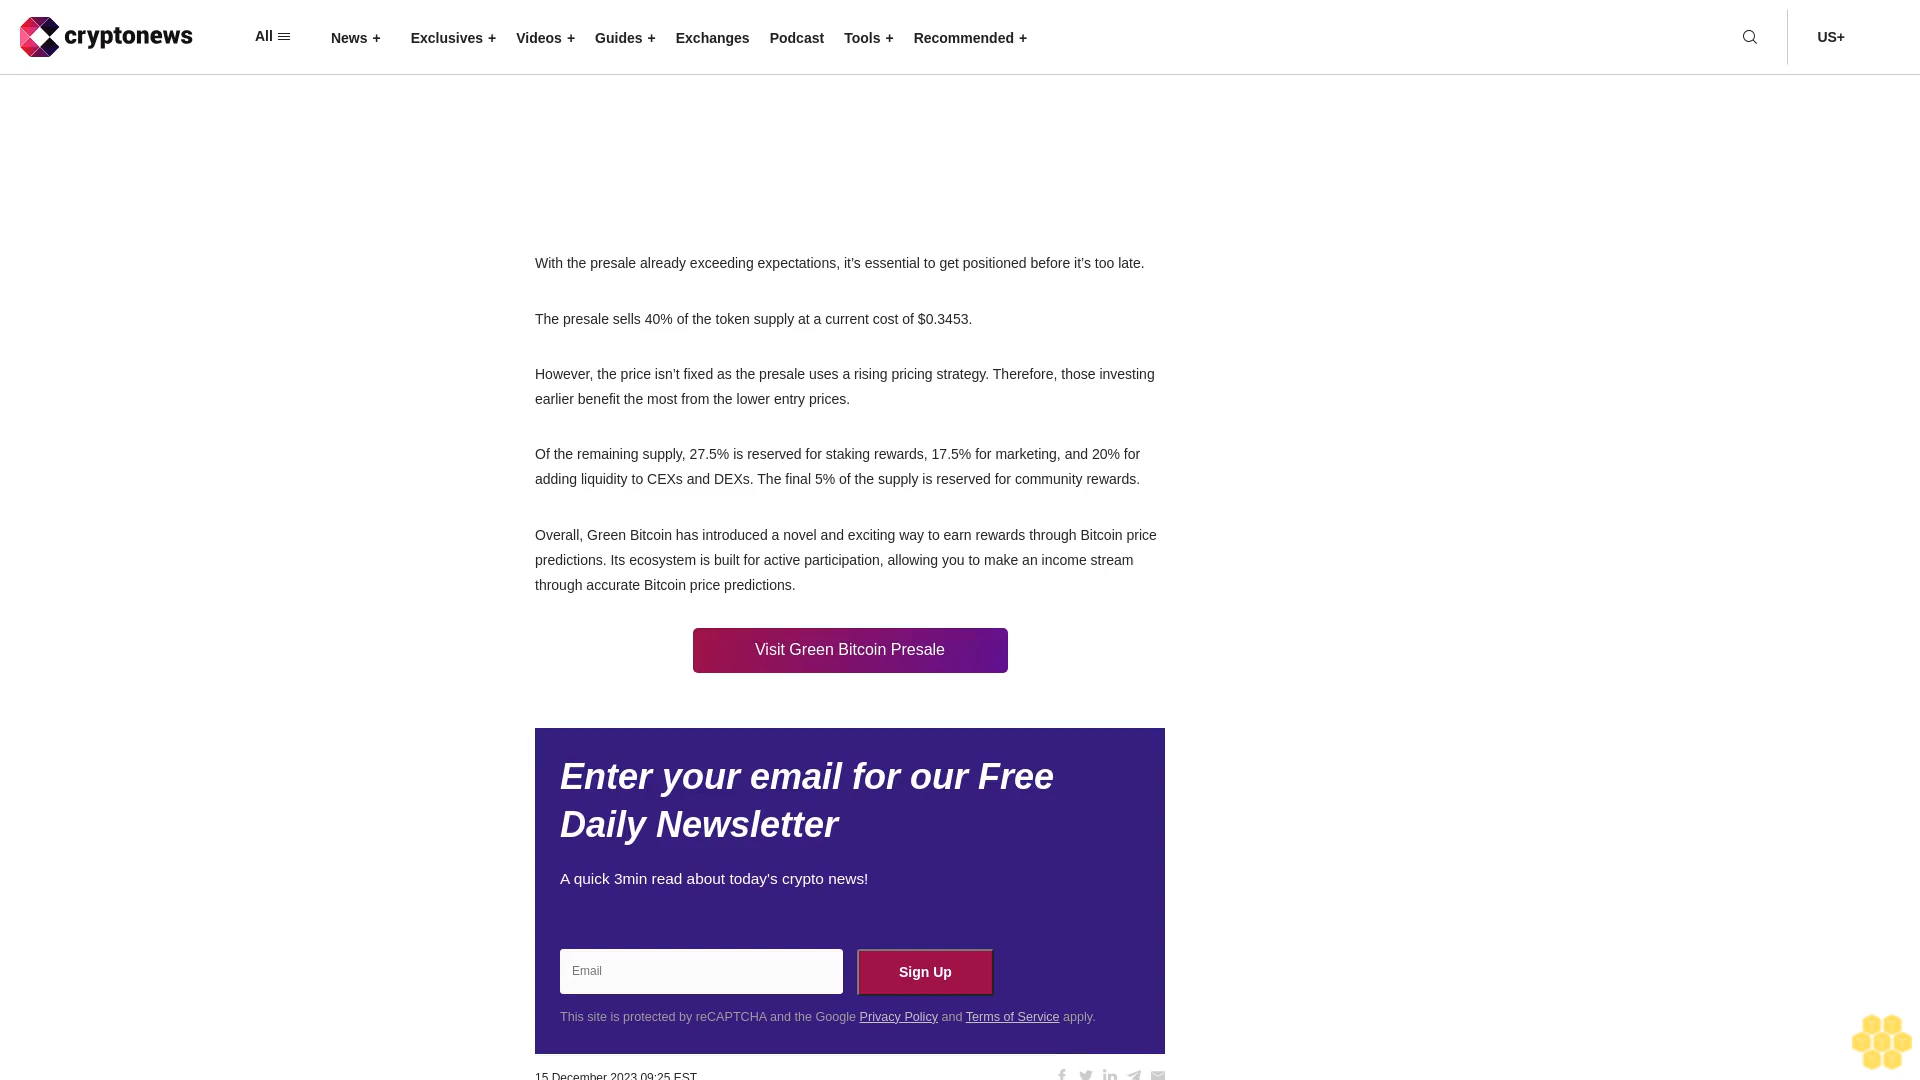 cryptonews
All
News +
Exclusives +
Videos +
Guides +
Exchanges
Podcast
Tools +
Recommended +
US+
With the presale already exceeding expectations, it’s essential to get positioned before it’s too late.
The presale sells 40% of the token supply at a current cost of $0.3453.
However, the price isn’t fixed as the presale uses a rising pricing strategy. Therefore, those investing
earlier benefit the most from the lower entry prices.
Of the remaining supply, 27.5% is reserved for staking rewards, 17.5% for marketing, and 20% for
adding liquidity to CEXs and DEXs. The final 5% of the supply is reserved for community rewards.
Overall, Green Bitcoin has introduced a novel and exciting way to earn rewards through Bitcoin price
predictions. Its ecosystem is built for active participation, allowing you to make an income stream
through accurate Bitcoin price predictions.
Visit Green Bitcoin Presale
Enter your email for our Free
Daily Newsletter
A quick 3min read about today's crypto news!
Email
Sign Up
This site is protected by reCAPTCHA and the Google Privacy Policy and Terms of Service apply.
15 December 2023 09:25 EST